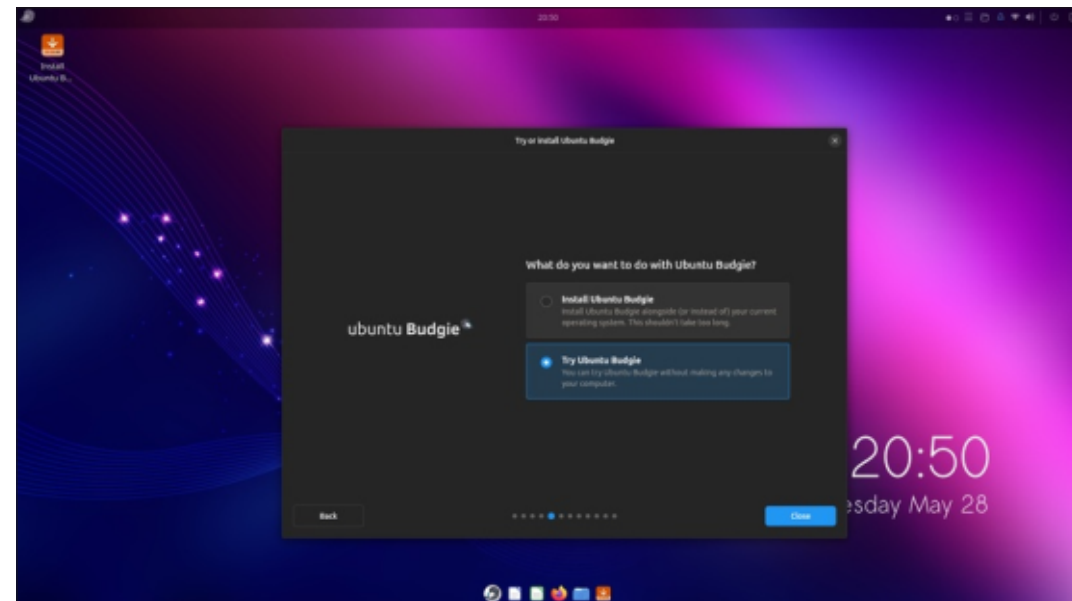 20:50
Install
Ubuntu B...
Try or install Ubuntu Budgie
What do you want to do with Ubuntu Budgie?
Install Ubuntu Budgie
Install Ubuntu Budgie alongside (or instead of) your current
operating system. This shouldn't take too long.
ubuntu Budgie
Try Ubuntu Budgie
You can try Ubuntu Budgie without making any changes to
your computer.
20:50
esday May 28
Back
Close